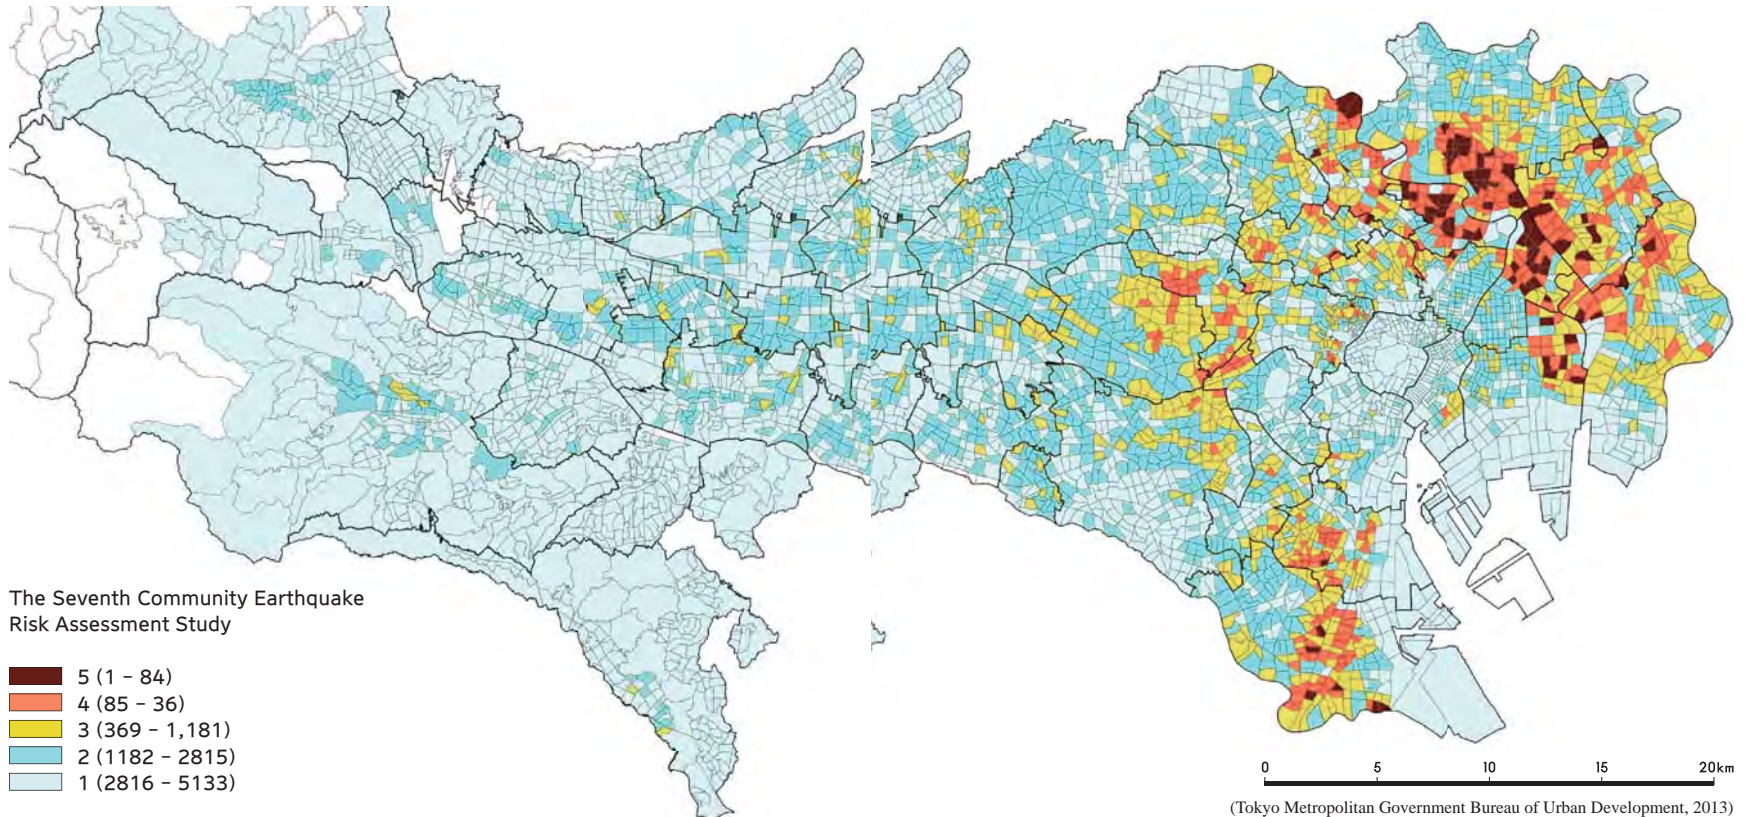 The Seventh Community Earthquake
Risk Assessment Study
5 (1 – 84)
4 (85 – 36)
3 (369 – 1,181)
2 (1182 – 2815)
1 (2816 – 5133)
0 5 10 15 20km
(Tokyo Metropolitan Government Bureau of Urban Development, 2013)